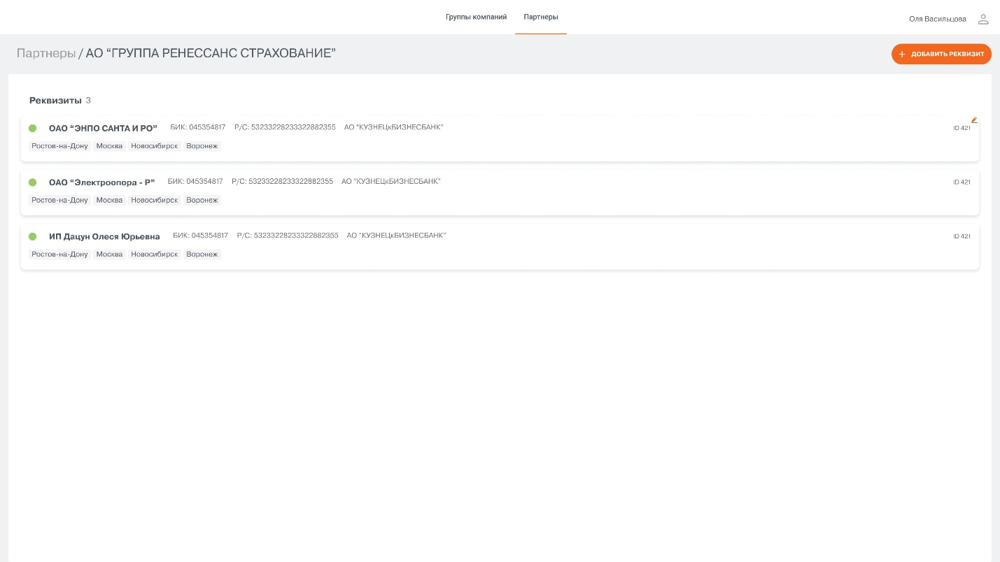 Группы компаний Партнеры Оля Васильцова
Партнеры / АО “ГРУППА РЕНЕССАНС СТРАХОВАНИЕ” + ДОБАВИТЬ РЕКВИЗИТ
Реквизиты 3
ОАО “ЭНПО САНТА И РО” БИК: 045354817 Р/С: 53233228233322882355 АО “КУЗНЕЦкБИЗНЕСБАНК” ID 421
Ростов-на-Дону Москва Новосибирск Воронеж
ОАО “Электроопора - Р” БИК: 045354817 Р/С: 53233228233322882355 АО “КУЗНЕЦкБИЗНЕСБАНК” ID 421
Ростов-на-Дону Москва Новосибирск Воронеж
ИП Дацун Олеся Юрьевна БИК: 045354817 Р/С: 53233228233322882355 АО “КУЗНЕЦкБИЗНЕСБАНК” ID 421
Ростов-на-Дону Москва Новосибирск Воронеж